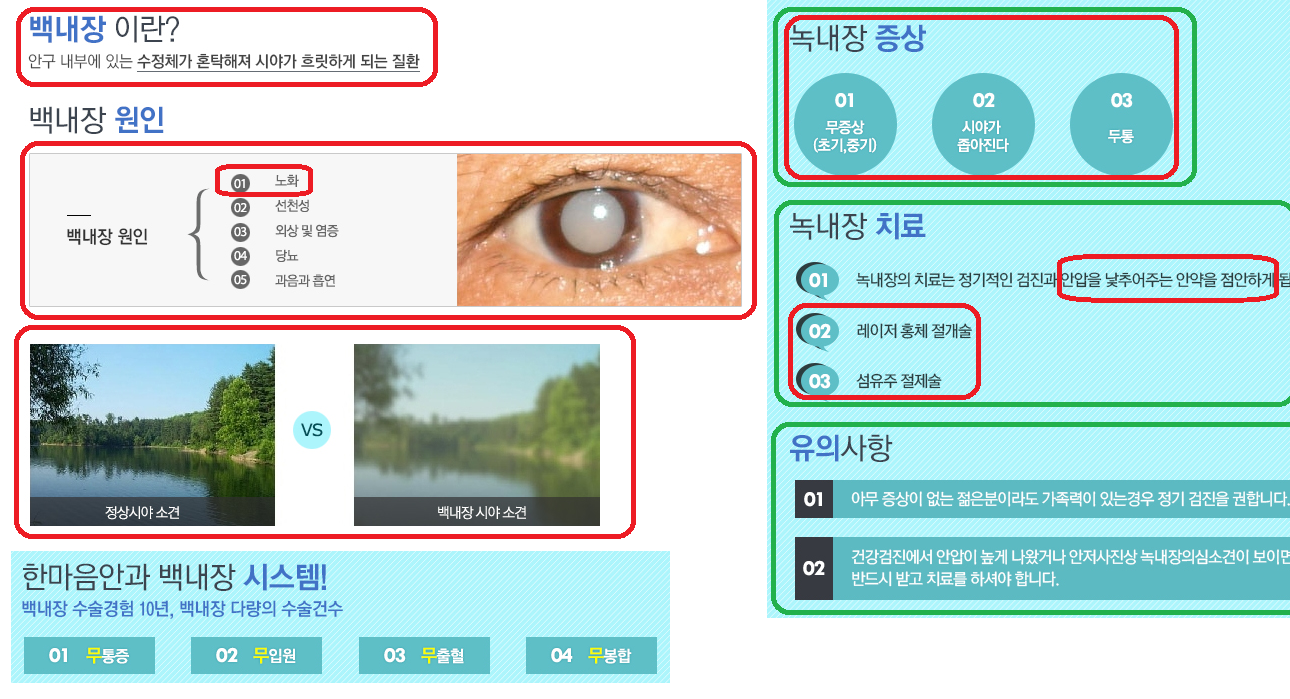 백내장 이란?
안구 내부에 있는 수정체가 혼탁해져 시야가 흐릿하게 되는 질환
백내장 원인
백내장 원인
01 노화
02 선천성
03 외상 및 염증
04 당뇨
05 과음과 흡연
정상시야 소견
VS
백내장 시야 소견
한마음안과 백내장 시스템!
백내장 수술경험 10년, 백내장 다량의 수술건수
01 무통증
02 무입원
03 무출혈
04 무봉합
녹내장 증상
01
무증상
(초기,중기)
02
시야가
좁아진다
03
두통
녹내장 치료
01 녹내장의 치료는 정기적인 검진과 안압을 낮추어주는 안약을 점안하게
02 레이저 홍체 절개술
03 섬유주 절제술
유의사항
01 아무 증상이 없는 젊은분이라도 가족력이 있는경우 정기 검진을 권합니다.
02 건강검진에서 안압이 높게 나왔거나 안저사진상 녹내장의심소견이 보이면
반드시 받고 치료를 하셔야 합니다.